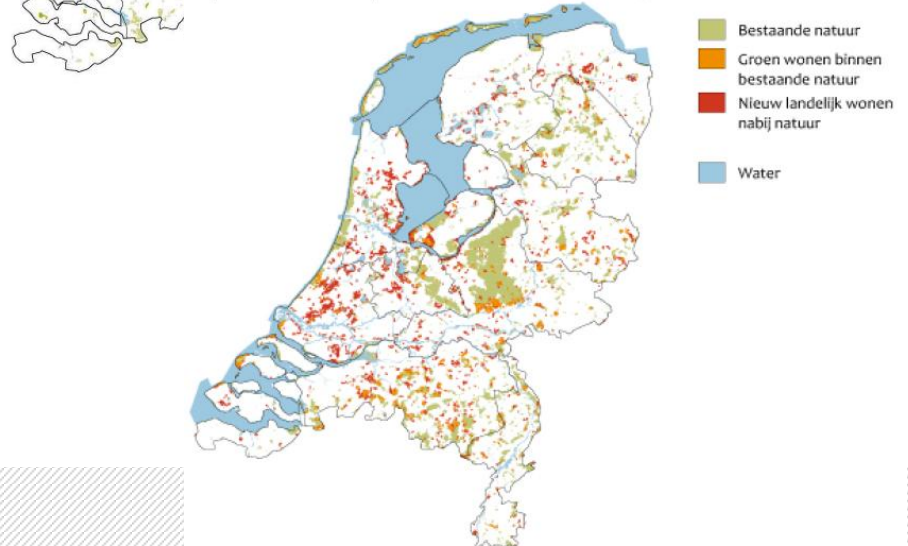 Bestaande natuur
Groen wonen binnen
bestaande natuur
Nieuw landelijk wonen
nabij natuur
Water